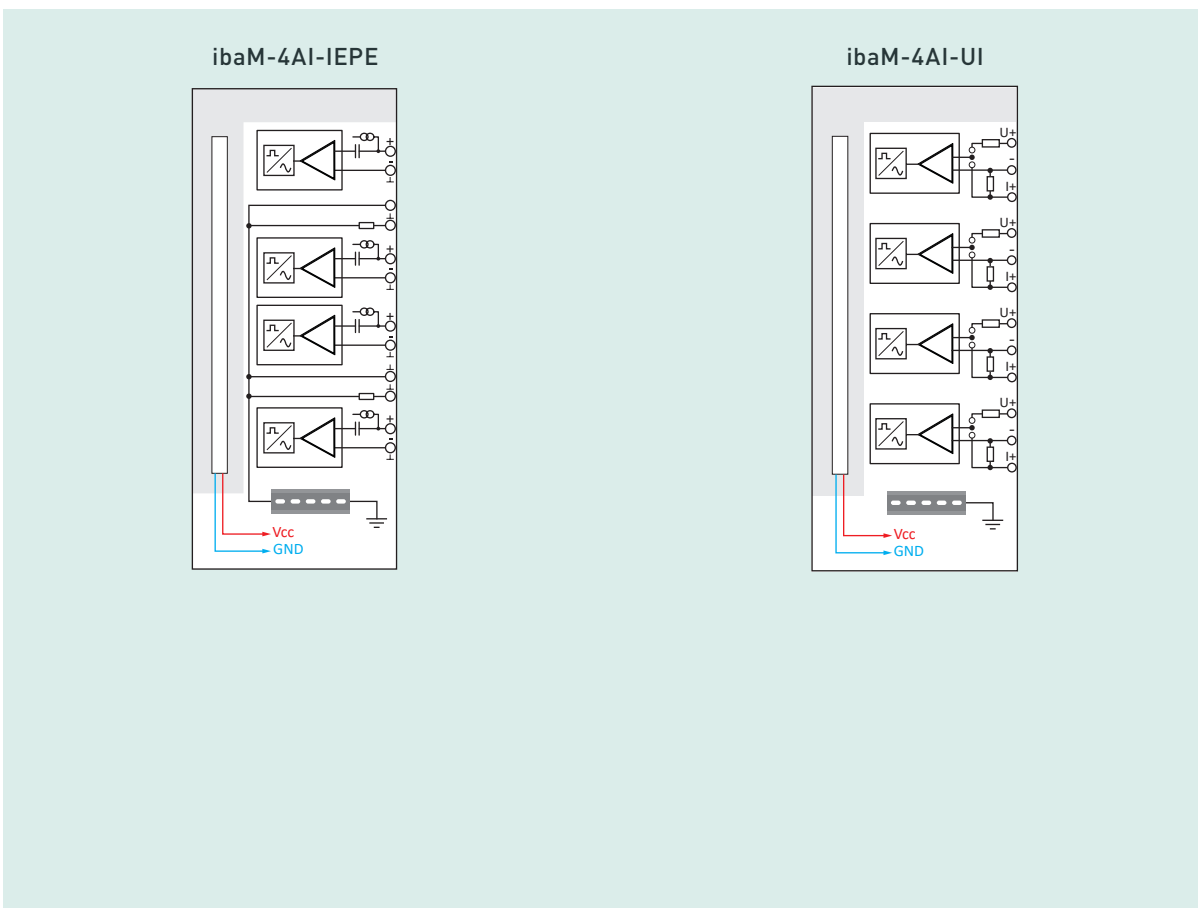 ibaM-4AI-IEPE
+
-
⊥
⊥
+
-
⊥
+
-
⊥
⊥
⊥
+
-
⊥
Vcc
GND
ibaM-4AI-UI
U+
-
I+
U+
-
I+
U+
-
I+
U+
-
I+
Vcc
GND